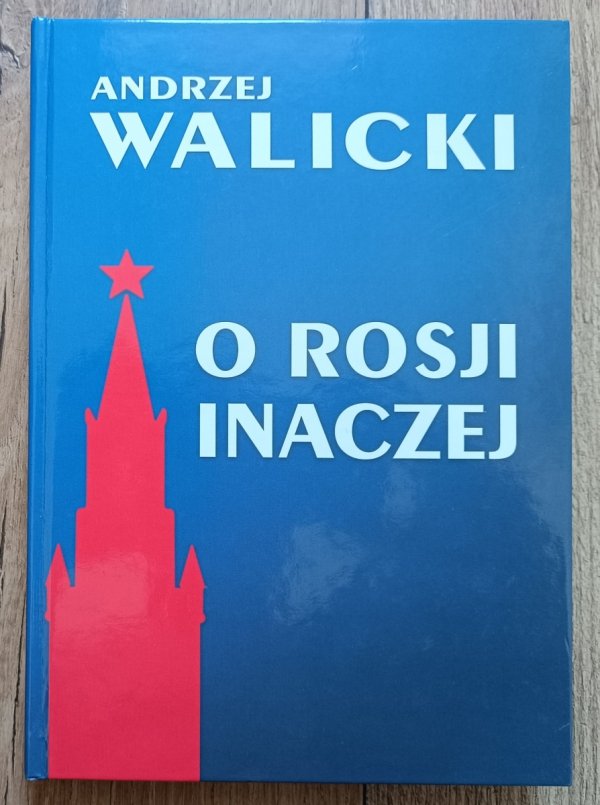 ANDRZEJ
WALICKI
O ROSJI
INACZEJ